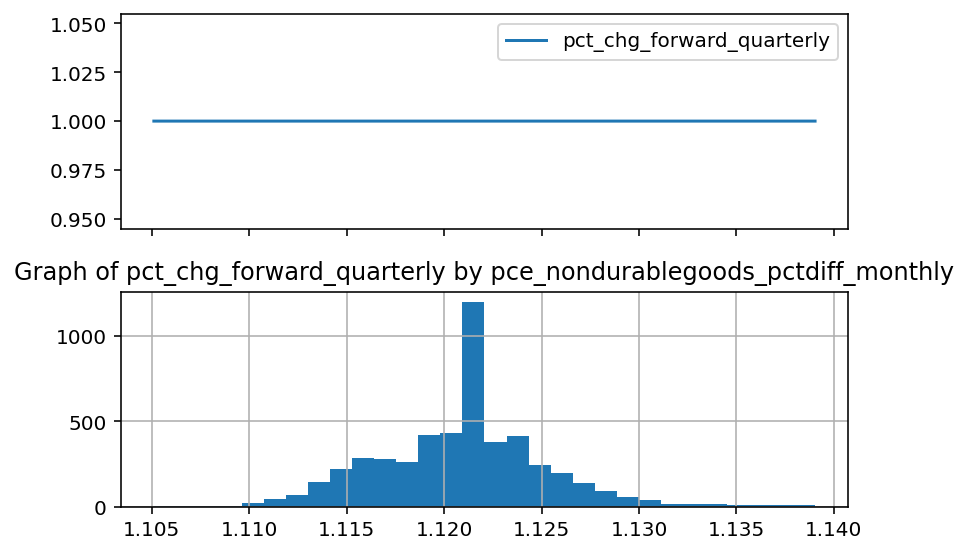 1.050
pct_chg_forward_quarterly
1.025
1.000
0.975
0.950
Graph of pct_chg_forward_quarterly by pce_nondurablegoods_pctdiff_monthly
1000
500
0
1.105 1.110 1.115 1.120 1.125 1.130 1.135 1.140